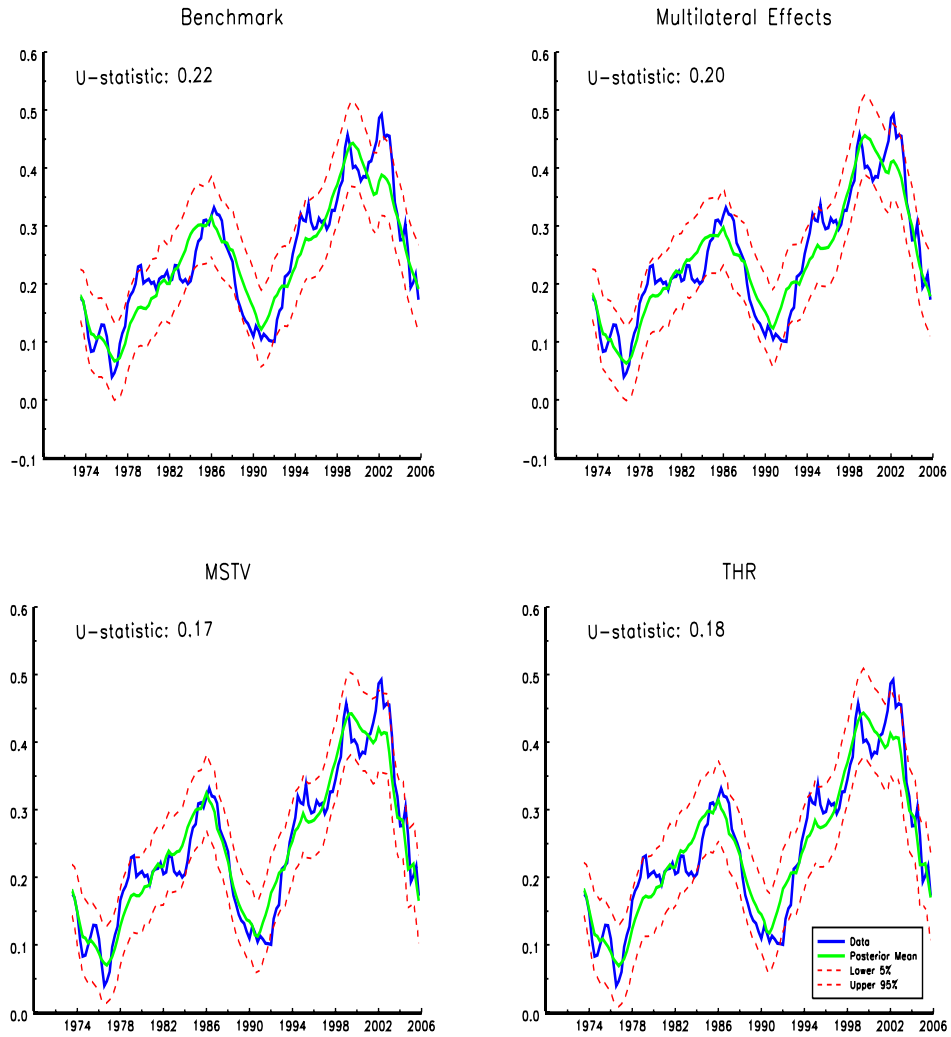 Benchmark
U-statistic: 0.22
0.6
0.5
0.4
0.3
0.2
0.1
0.0
-0.1
1974 1978 1982 1986 1990 1994 1998 2002 2006
Multilateral Effects
U-statistic: 0.20
0.6
0.5
0.4
0.3
0.2
0.1
0.0
-0.1
1974 1978 1982 1986 1990 1994 1998 2002 2006
MSTV
U-statistic: 0.17
0.6
0.5
0.4
0.3
0.2
0.1
0.0
1974 1978 1982 1986 1990 1994 1998 2002 2006
THR
U-statistic: 0.18
0.6
0.5
0.4
0.3
0.2
0.1
0.0
1974 1978 1982 1986 1990 1994 1998 2002 2006
Data
Posterior Mean
Lower 5%
Upper 95%